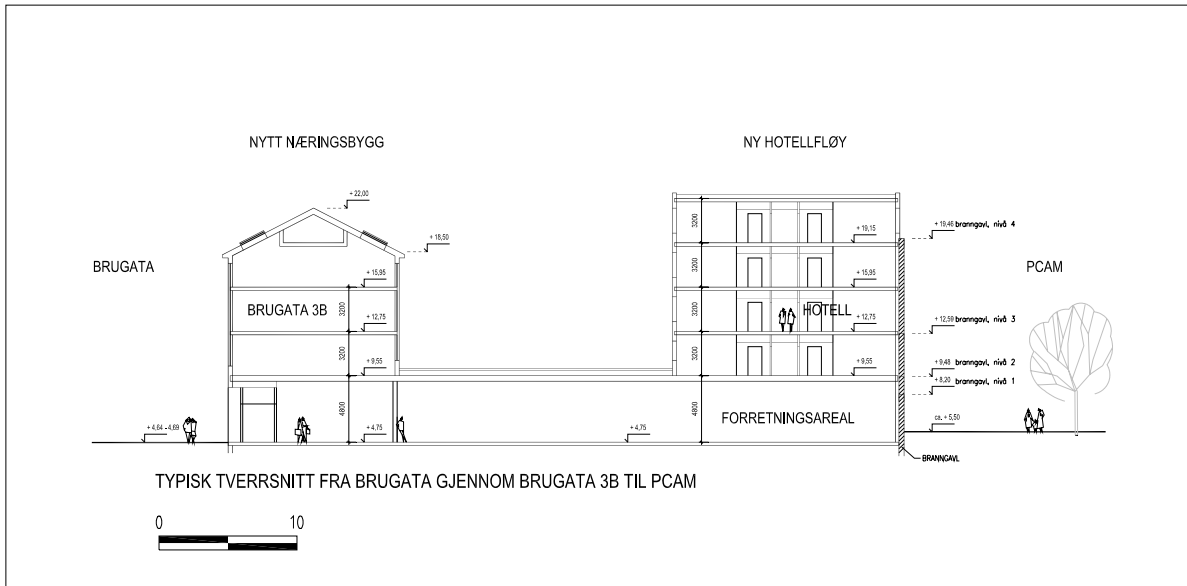 NYTT NÆRINGSBYGG
NY HOTELLFLØY
+ 22,00
+ 18,50
BRUGATA
PCAM
3200
+ 19,15
+ 19,46 branngavl, nivå 4
+ 15,95
3200
+ 15,95
BRUGATA 3B
3200
+ 12,75
3200
HOTELL
+ 12,75
+ 12,59 branngavl, nivå 3
3200
+ 9,55
3200
+ 9,55
+ 9,48 branngavl, nivå 2
+ 8,20 branngavl, nivå 1
4800
4800
FORRETNINGSAREAL
ca. + 5,50
+ 4,64 -4,69
+ 4,75
+ 4,75
BRANNGAVL
TYPISK TVERRSNITT FRA BRUGATA GJENNOM BRUGATA 3B TIL PCAM
0
10